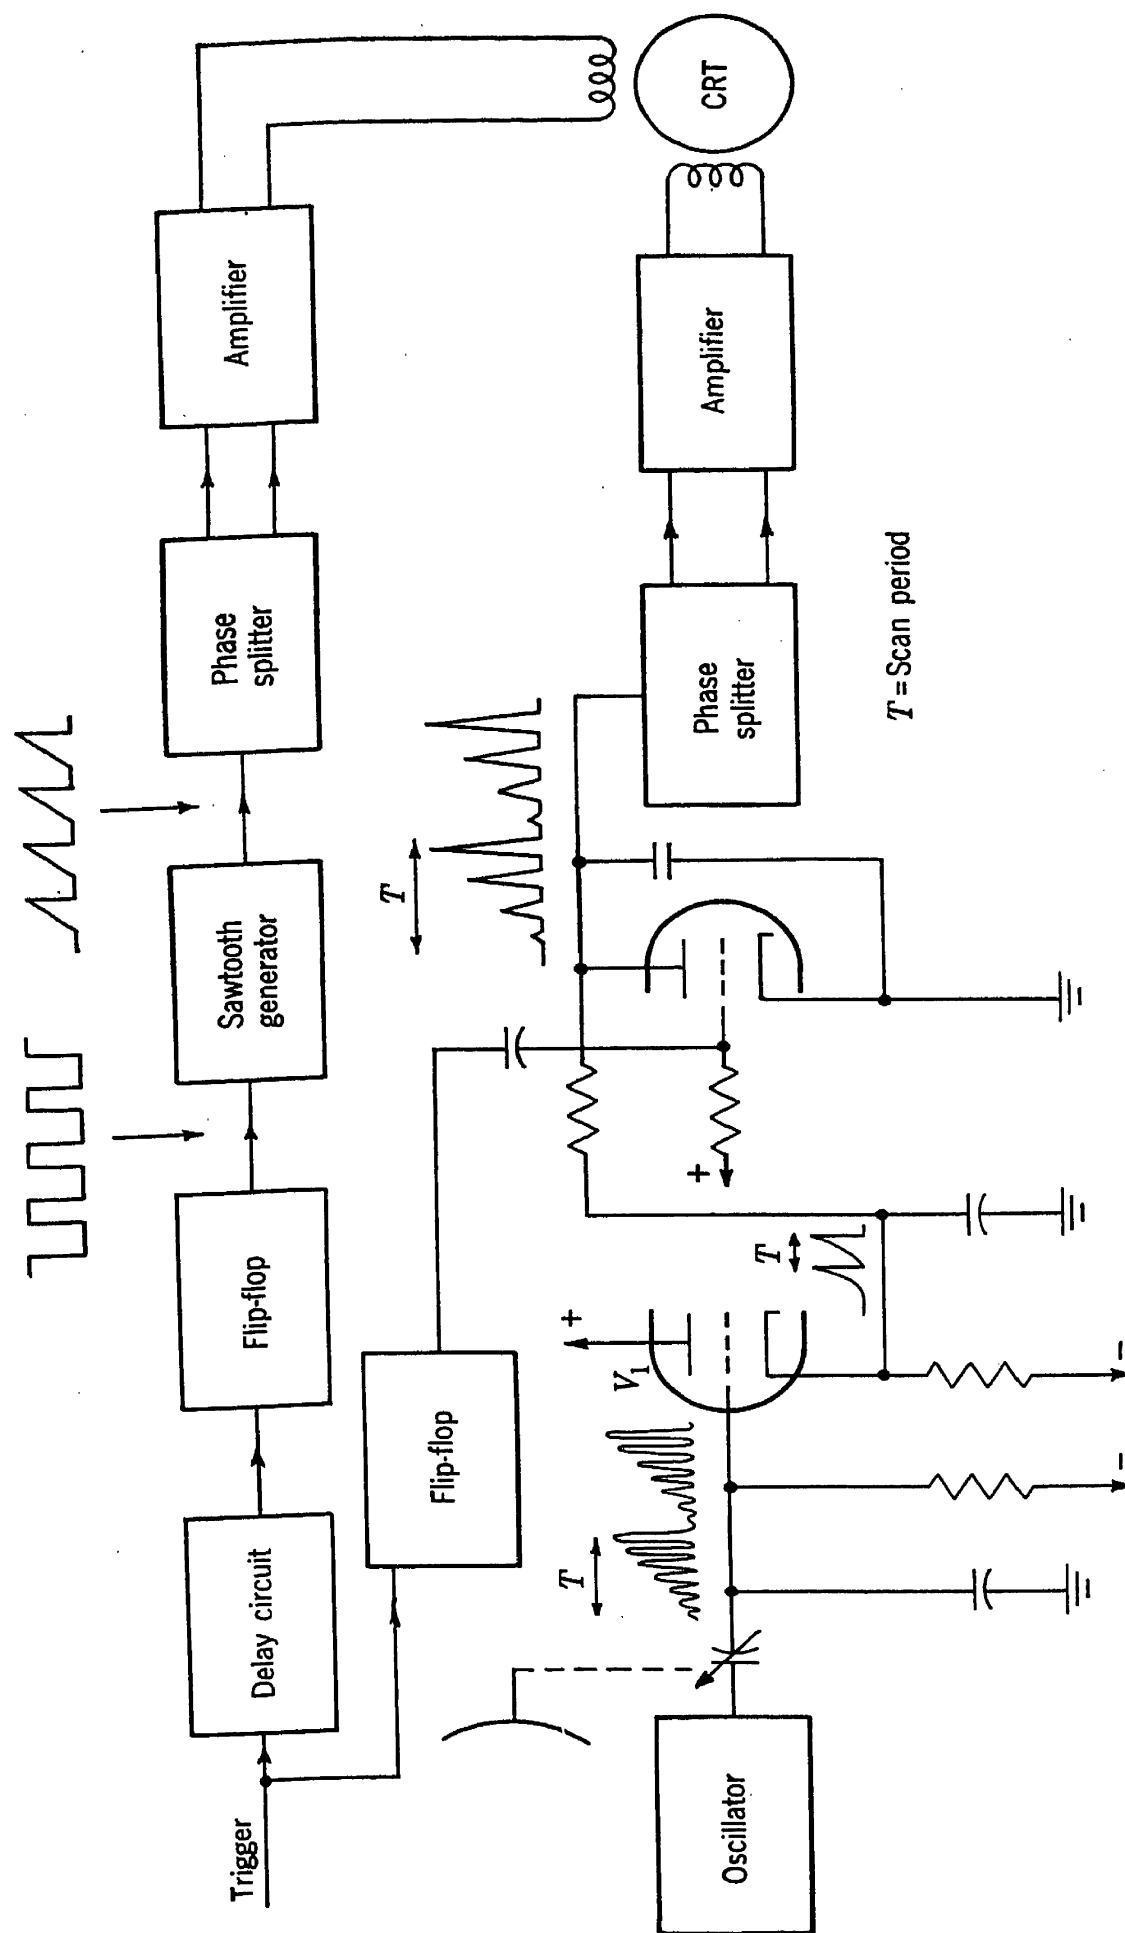 Trigger
Delay circuit
Flip-flop
Sawtooth
generator
Phase
splitter
Amplifier
Flip-flop
T
CRT
Oscillator
T
V1
+
T
+
Phase
splitter
Amplifier
-
-
T = Scan period